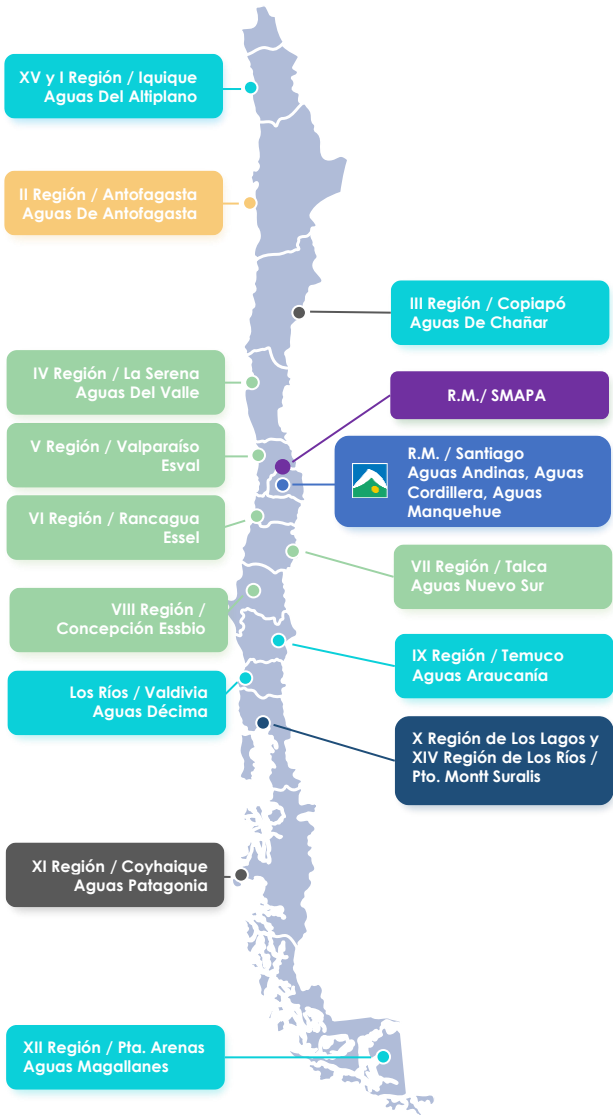 XV y I Región / Iquique
Aguas Del Altiplano
II Región / Antofagasta
Aguas De Antofagasta
III Región / Copiapó
Aguas De Chañar
IV Región / La Serena
Aguas Del Valle
R.M./ SMAPA
V Región / Valparaíso
Esval
R.M. / Santiago
Aguas Andinas, Aguas
Cordillera, Aguas
Manquehue
VI Región / Rancagua
Essel
VII Región / Talca
Aguas Nuevo Sur
VIII Región /
Concepción Essbio
IX Región / Temuco
Aguas Araucanía
Los Ríos / Valdivia
Aguas Décima
X Región de Los Lagos y
XIV Región de Los Ríos /
Pto. Montt Suralis
XI Región / Coyhaique
Aguas Patagonia
XII Región / Pta. Arenas
Aguas Magallanes